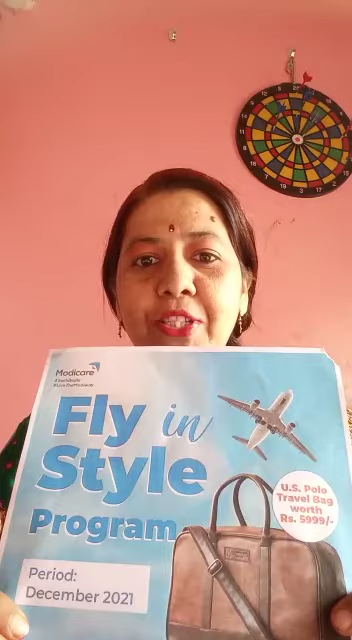 Modicare
Fly in
Style
Program
U.S. Polo
Travel Bag
worth
Rs. 5999/-
Period:
December 2021